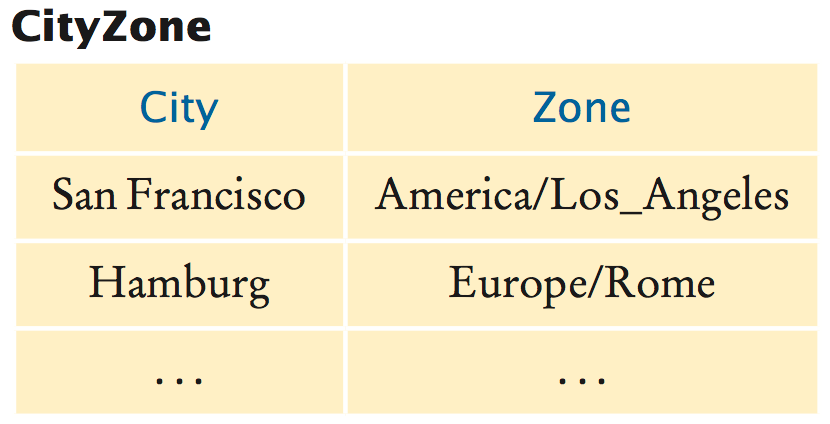 CityZone
City Zone
San Francisco America/Los_Angeles
Hamburg Europe/Rome
... ...